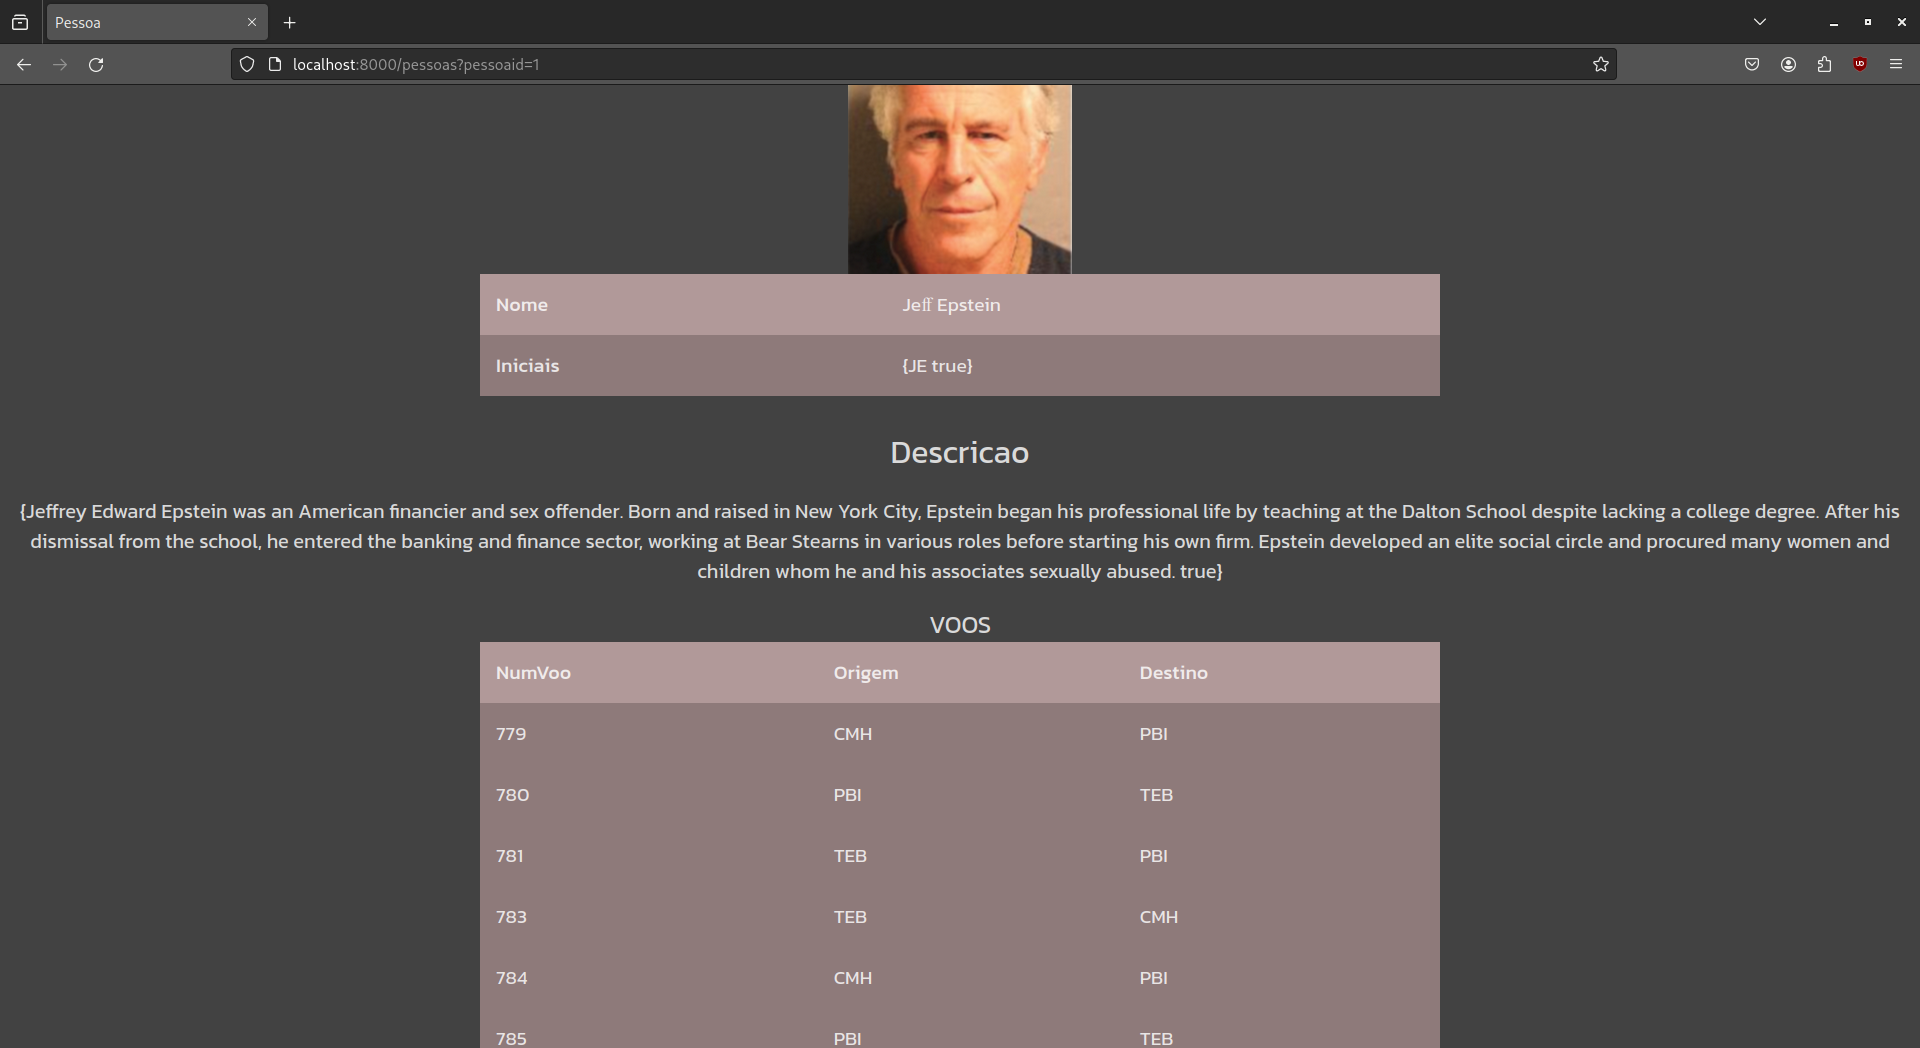 Pessoa
localhost:8000/pessoas?pessoaid=1
Nome Jeff Epstein
Iniciais {JE true}
Descricao
{Jeffrey Edward Epstein was an American financier and sex offender. Born and raised in New York City, Epstein began his professional life by teaching at the Dalton School despite lacking a college degree. After his
dismissal from the school, he entered the banking and finance sector, working at Bear Stearns in various roles before starting his own firm. Epstein developed an elite social circle and procured many women and
children whom he and his associates sexually abused. true}
VOOS
NumVoo Origem Destino
779 CMH PBI
780 PBI TEB
781 TEB PBI
783 TEB CMH
784 CMH PBI
785 PBI TEB